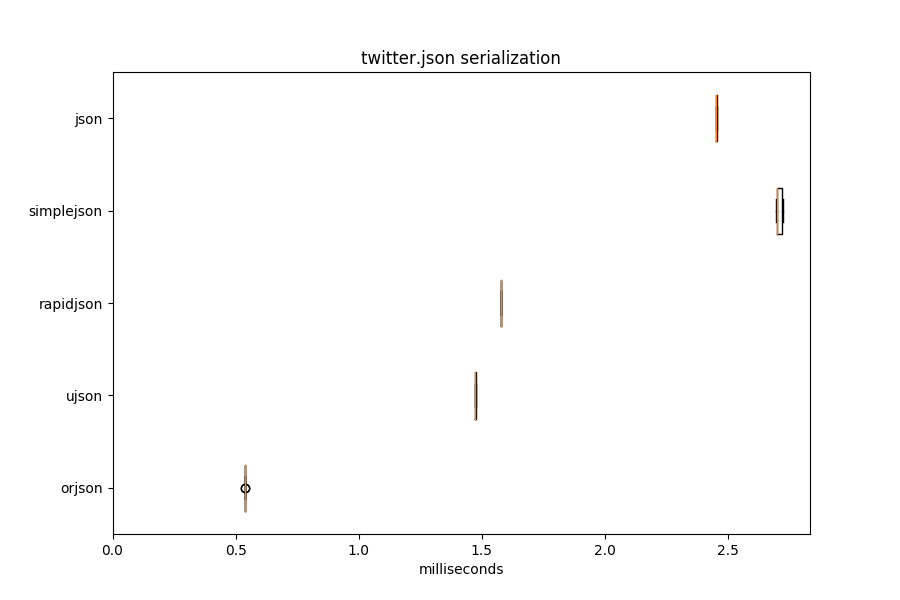 twitter.json serialization
json
simplejson
rapidjson
ujson
orjson
0.0 0.5 1.0 1.5 2.0 2.5
milliseconds